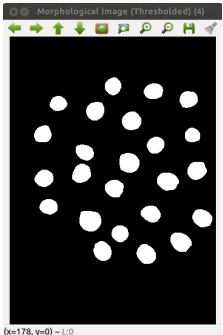 Morphological Image (Thresholded) (4)
(x=178, y=0) ~ L:0